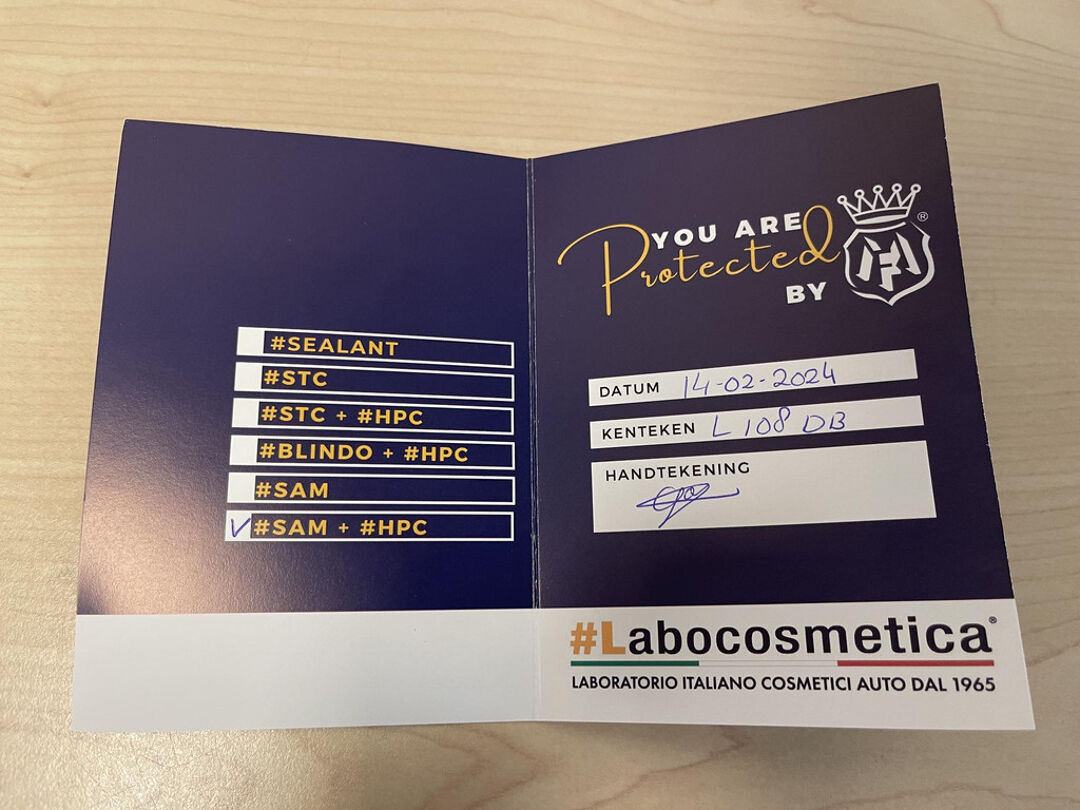 #SEALANT
#STC
#STC + #HPC
#BLINDO + #HPC
#SAM
#SAM + #HPC
YOU ARE
Protected
BY
®
DATUM 14-02-2024
KENTEKEN L 108 DB
HANDTEKENING
#Labocosmetica®
LABORATORIO ITALIANO COSMETICI AUTO DAL 1965